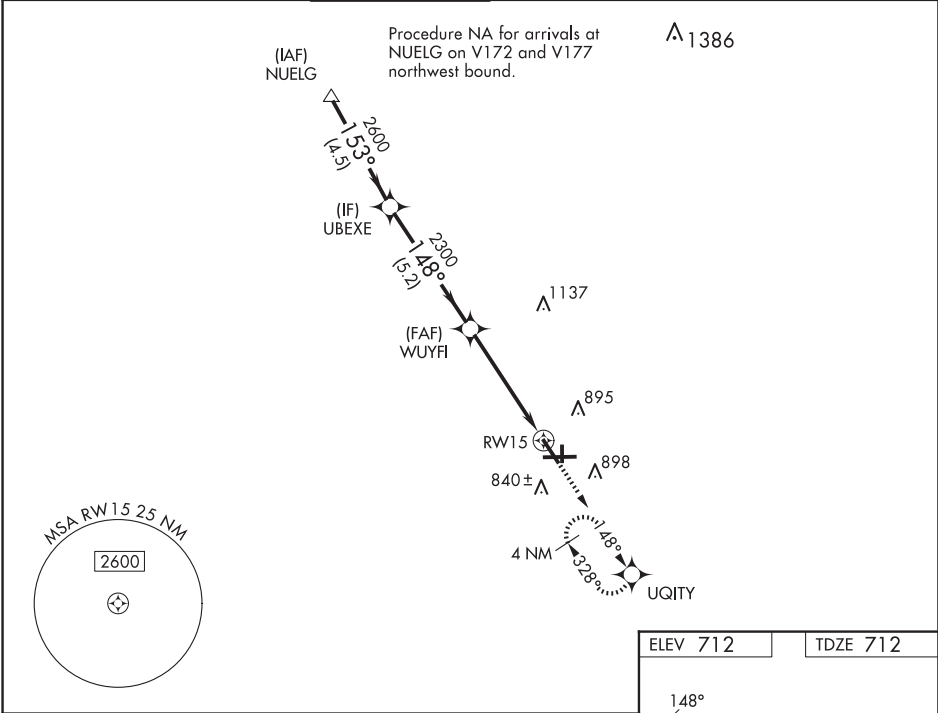 Procedure NA for arrivals at
NUELG on V172 and V177
northwest bound.
1386
(IAF)
NUELG
2600
153°
(4.5)
(IF)
UBEXE
2300
148°
(5.2)
1137
(FAF)
WUYFI
895
RW15
898
840±
MSA RW15 25 NM
2600
4 NM
148°
328°
UQITY
ELEV 712
TDZE 712
148°